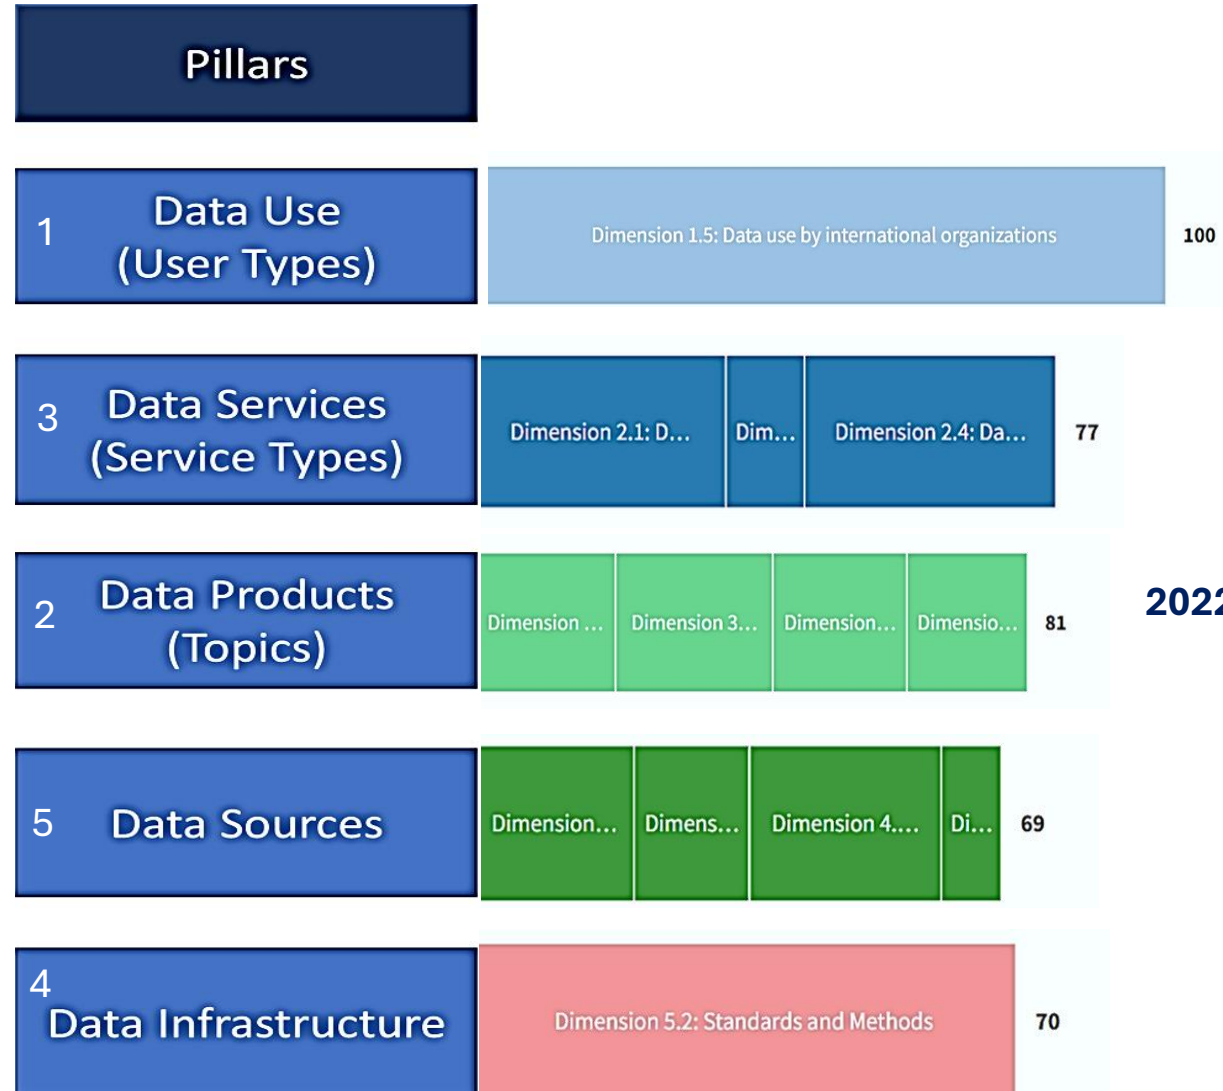 Pillars
1
Data Use
(User Types)
Dimension 1.5: Data use by international organizations
100
3
Data Services
(Service Types)
Dimension 2.1: D...
Dim...
Dimension 2.4: Da...
77
2
Data Products
(Topics)
Dimension ...
Dimension 3...
Dimension...
Dimensio...
81
2022
5
Data Sources
Dimension...
Dimens...
Dimension 4....
Di...
69
4
Data Infrastructure
Dimension 5.2: Standards and Methods
70